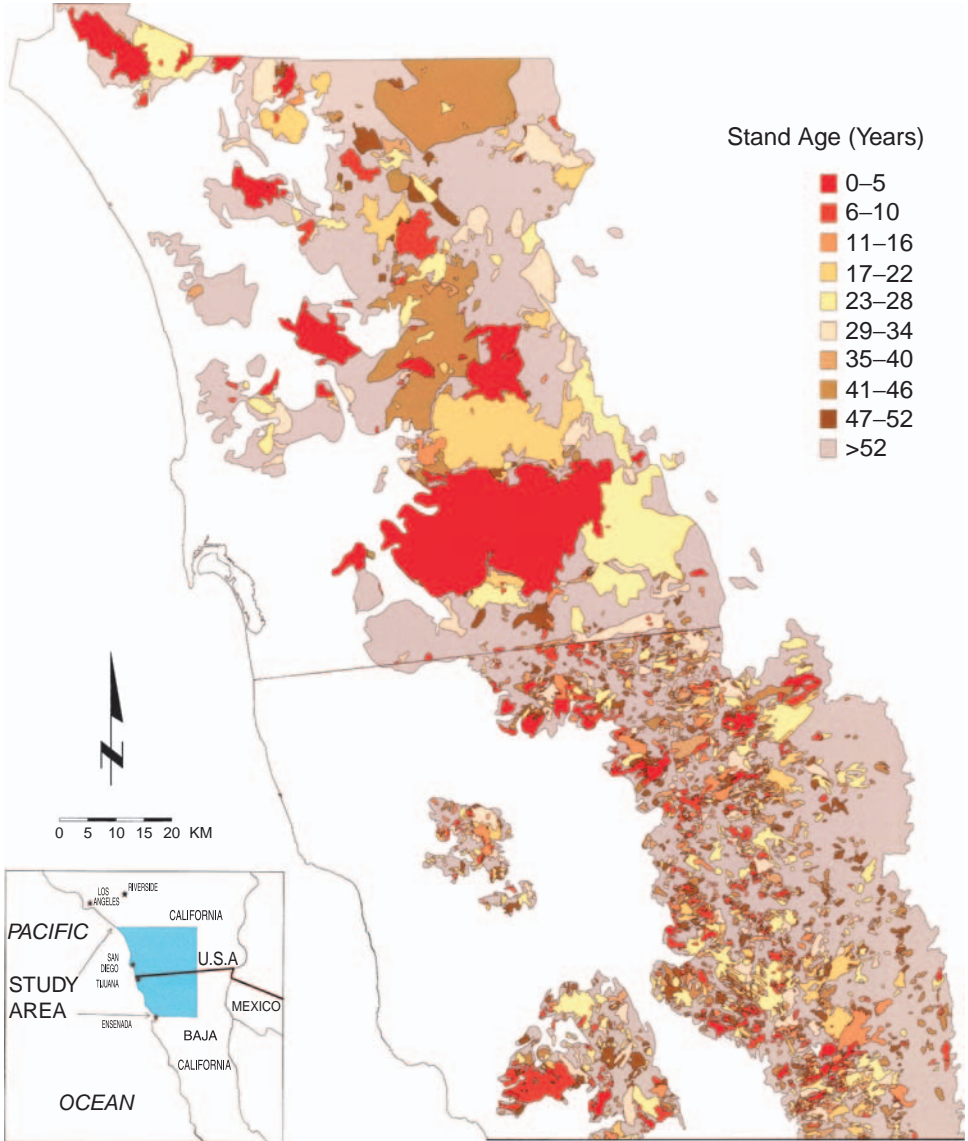 Stand Age (Years)
0–5
6–10
11–16
17–22
23–28
29–34
35–40
41–46
47–52
>52
0 5 10 15 20 KM
LOS
ANGELES
RIVERSIDE
CALIFORNIA
PACIFIC
SAN
DIEGO
U.S.A
STUDY
AREA
TIJUANA
MEXICO
ENSENADA
BAJA
CALIFORNIA
OCEAN